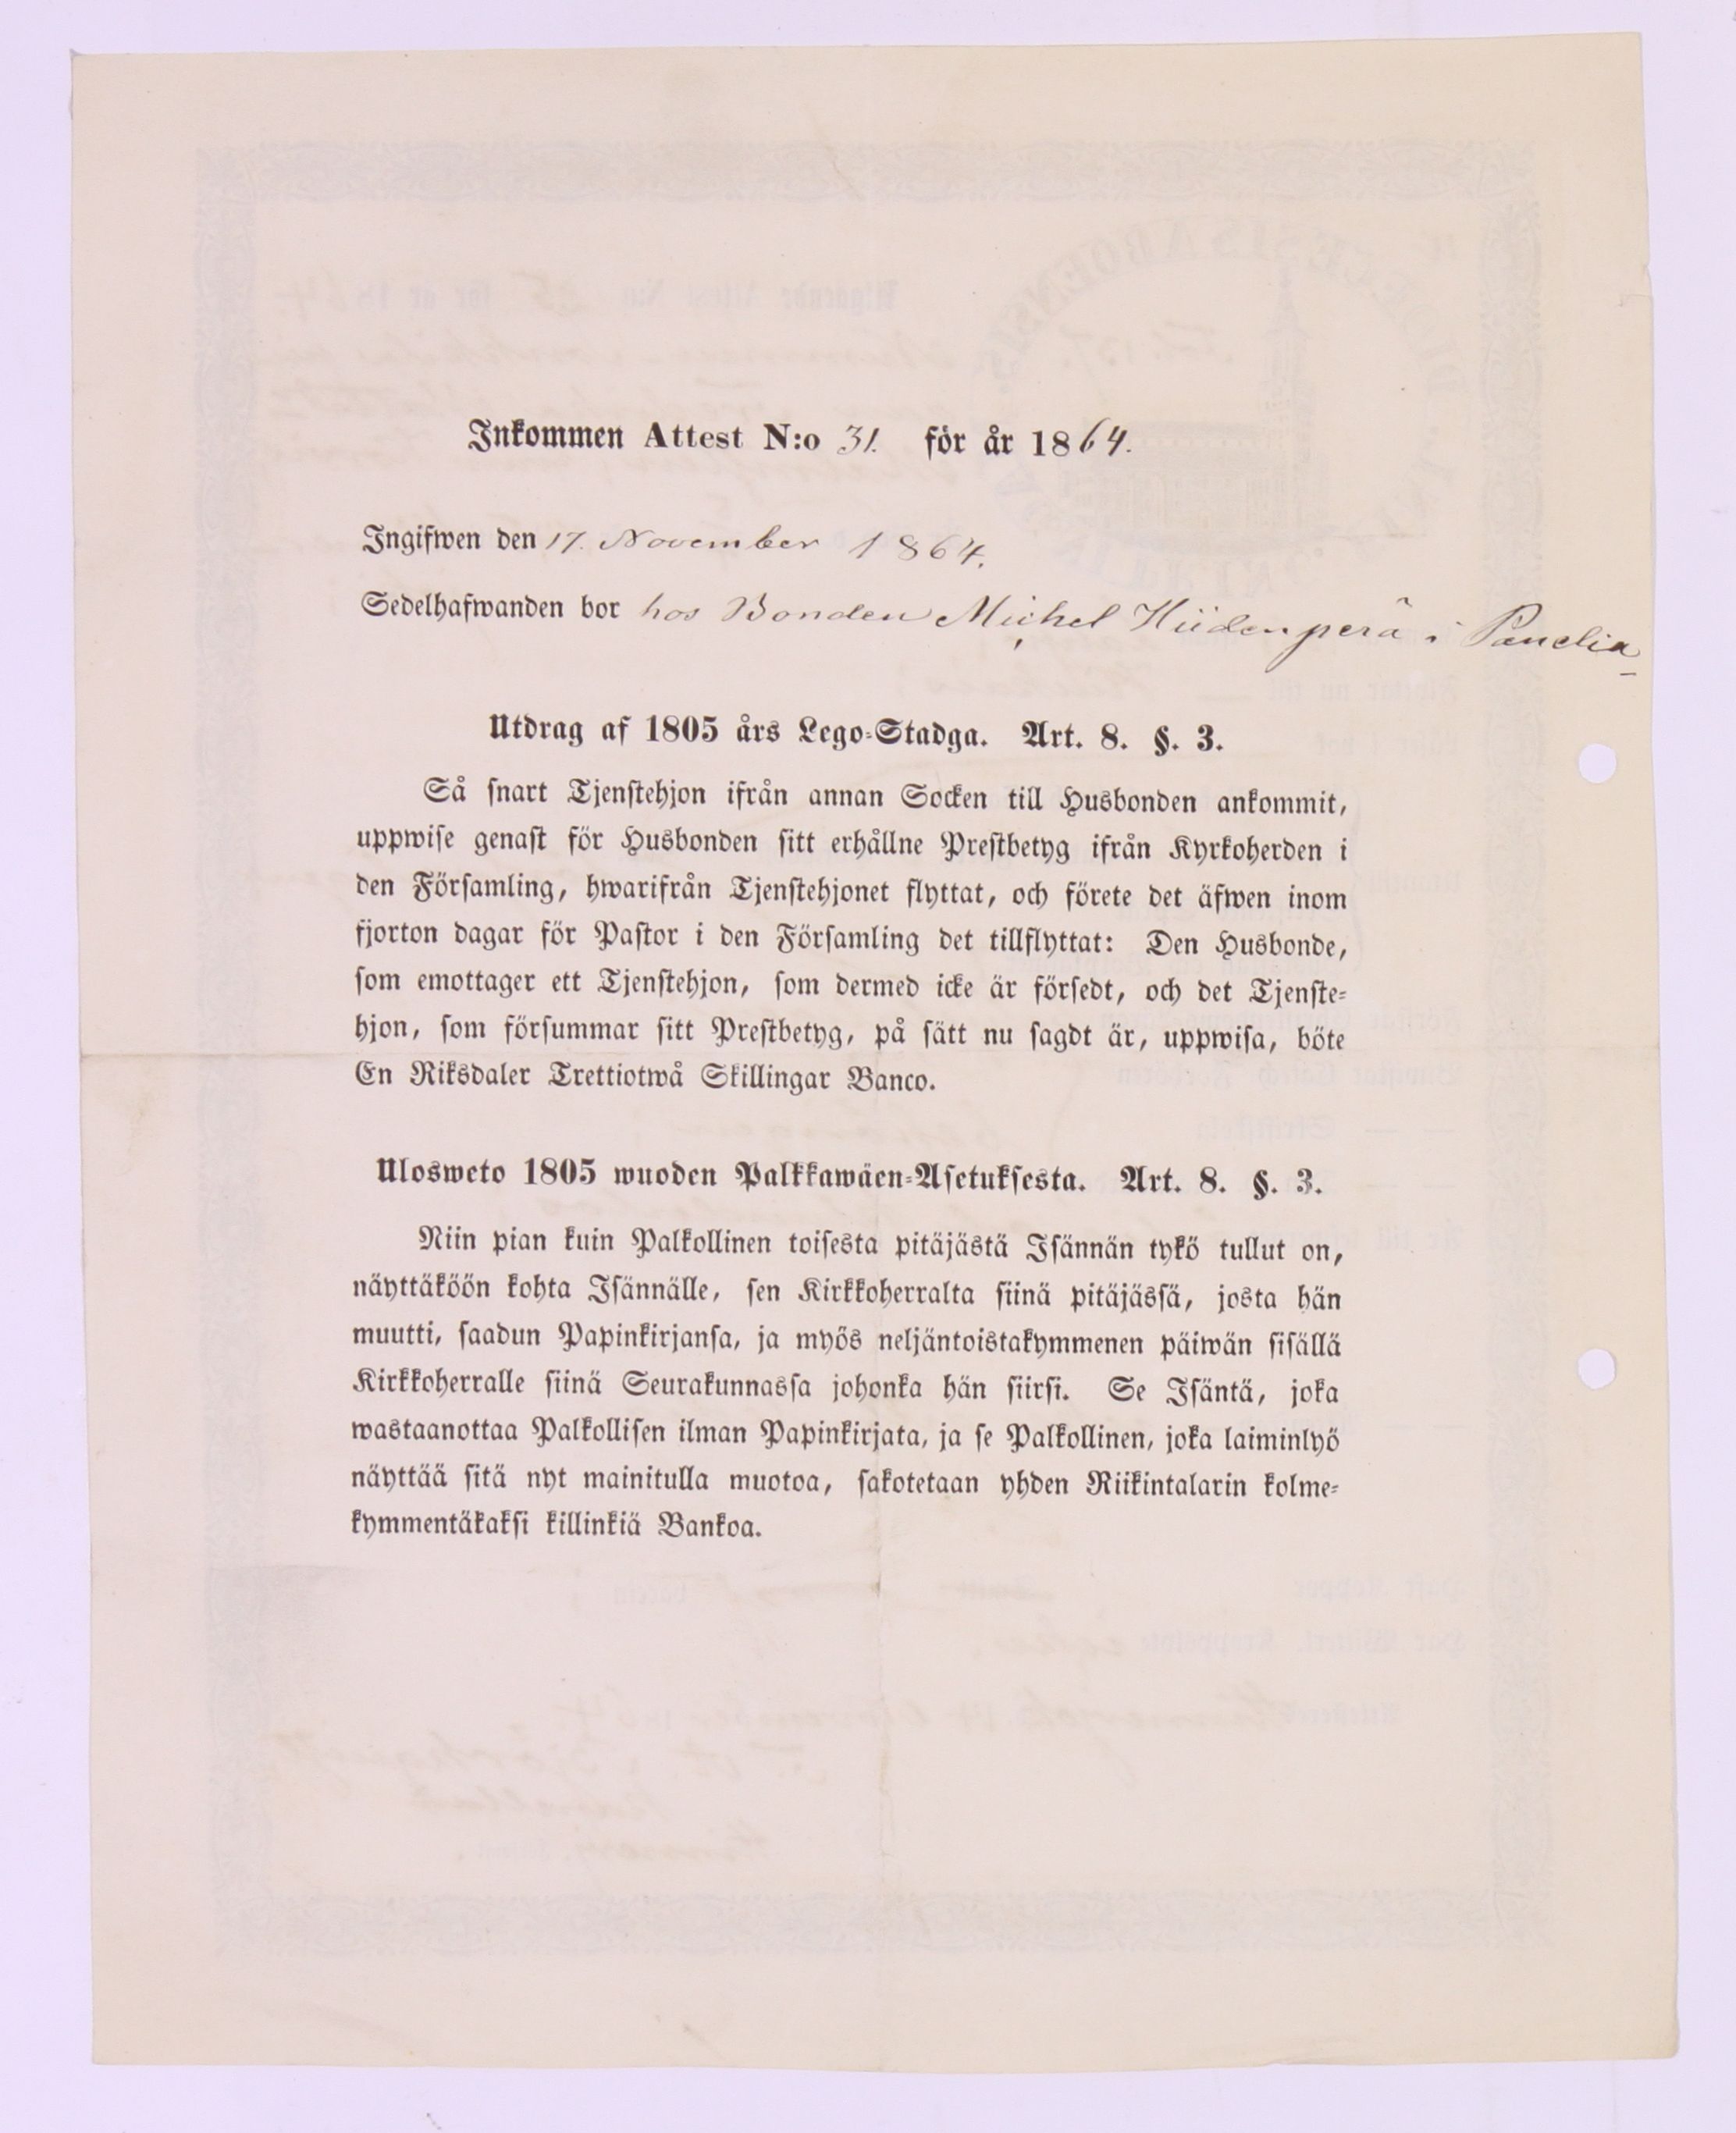 Inkommen Attest N:o 31. för år 1864.
Ingifwen den 17. November 1864.
Sedelhafwanden bor hos Bonden Michel Hiidenperä i Panelia
Utdrag af 1805 års Lego-Stadga. Art. 8. §. 3.
Så snart Tjenstehjon ifrån annan Socken till Husbonden ankommit,
uppwise genast för Husbonden sitt erhållne Prestbetyg ifrån Kyrkoherden i
den Församling, hwarifrån Tjenstehjonet flyttat, och förete det äfwen inom
fjorton dagar för Pastor i den Församling det tillflyttat: Den Husbonde,
som emottager ett Tjenstehjon, som dermed icke är försedt, och det Tjenste-
hjon, som försummar sitt Prestbetyg, på sätt nu sagdt är, uppwisa, böte
En Riksdaler Trettiotwå Skillingar Banco.
Ulosweto 1805 wuoden Palkkawäen-Asetuksesta. Art. 8. §. 3.
Niin pian kuin Palkollinen toisesta pitäjästä Isännän tykö tullut on,
näyttäköön kohta Isännälle, sen Kirkkoherralta siinä pitäjässä, josta hän
muutti, saadun Papinkirjansa, ja myös neljäntoistakymmenen päiwän sisällä
Kirkkoherralle siinä Seurakunnassa johonka hän siirsi. Se Isäntä, joka
wastaanottaa Palkollisen ilman Papinkirjata, ja se Palkollinen, joka laiminlyö
näyttää sitä nyt mainitulla muotoa, sakotetaan yhden Riikintalarin kolme-
kymmentäkaksi killinkiä Bankoa.